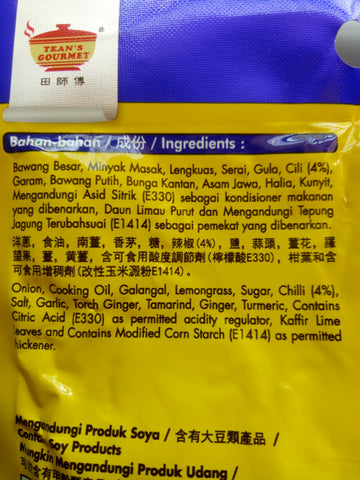 TEAN'S
GOURMET
®
田師傅
Bahan-bahan / 成份 / Ingredients :
Bawang Besar, Minyak Masak, Lengkuas, Serai, Gula, Cili (4%),
Garam, Bawang Putih, Bunga Kantan, Asam Jawa, Halia, Kunyit,
Mengandungi Asid Sitrik (E330) sebagai kondisioner makanan
yang dibenarkan, Daun Limau Purut dan Mengandungi Tepung
Jagung Terubahsuai (E1414) sebagai pemekat yang dibenarkan.
洋蔥，食油，南薑，香茅，糖，辣椒(4%)，鹽，蒜頭，薑花，羅
望果，薑，黃薑，含可食用酸度調節劑(檸檬酸E330)，柑葉和含
可食用增稠劑(改性玉米澱粉E1414)。
Onion, Cooking Oil, Galangal, Lemongrass, Sugar, Chilli (4%),
Salt, Garlic, Torch Ginger, Tamarind, Ginger, Turmeric, Contains
Citric Acid (E330) as permitted acidity regulator, Kaffir Lime
Leaves and Contains Modified Corn Starch (E1414) as permitted
thickener.
Mengandungi Produk Soya / 含有大豆類產品 /
Soy Products
Mungkin Mengandungi Produk Udang /